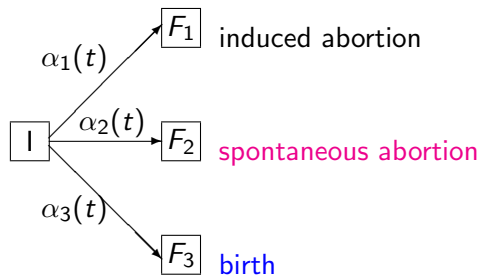 F₁ induced abortion
α₁(t)
I α₂(t) F₂ spontaneous abortion
α₃(t)
F₃ birth